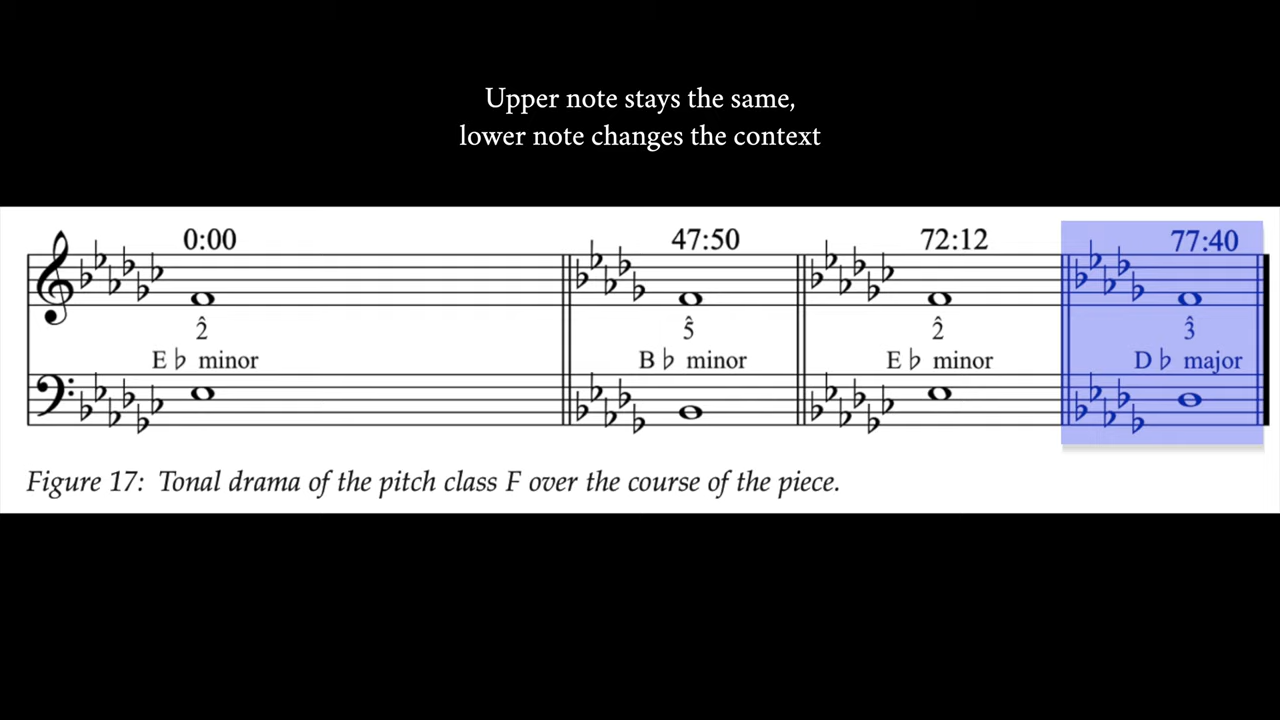 Upper note stays the same,
lower note changes the context
0:00 47:50 72:12 77:40
2̂ 5̂ 2̂ 3̂
E♭ minor B♭ minor E♭ minor D♭ major
Figure 17: Tonal drama of the pitch class F over the course of the piece.